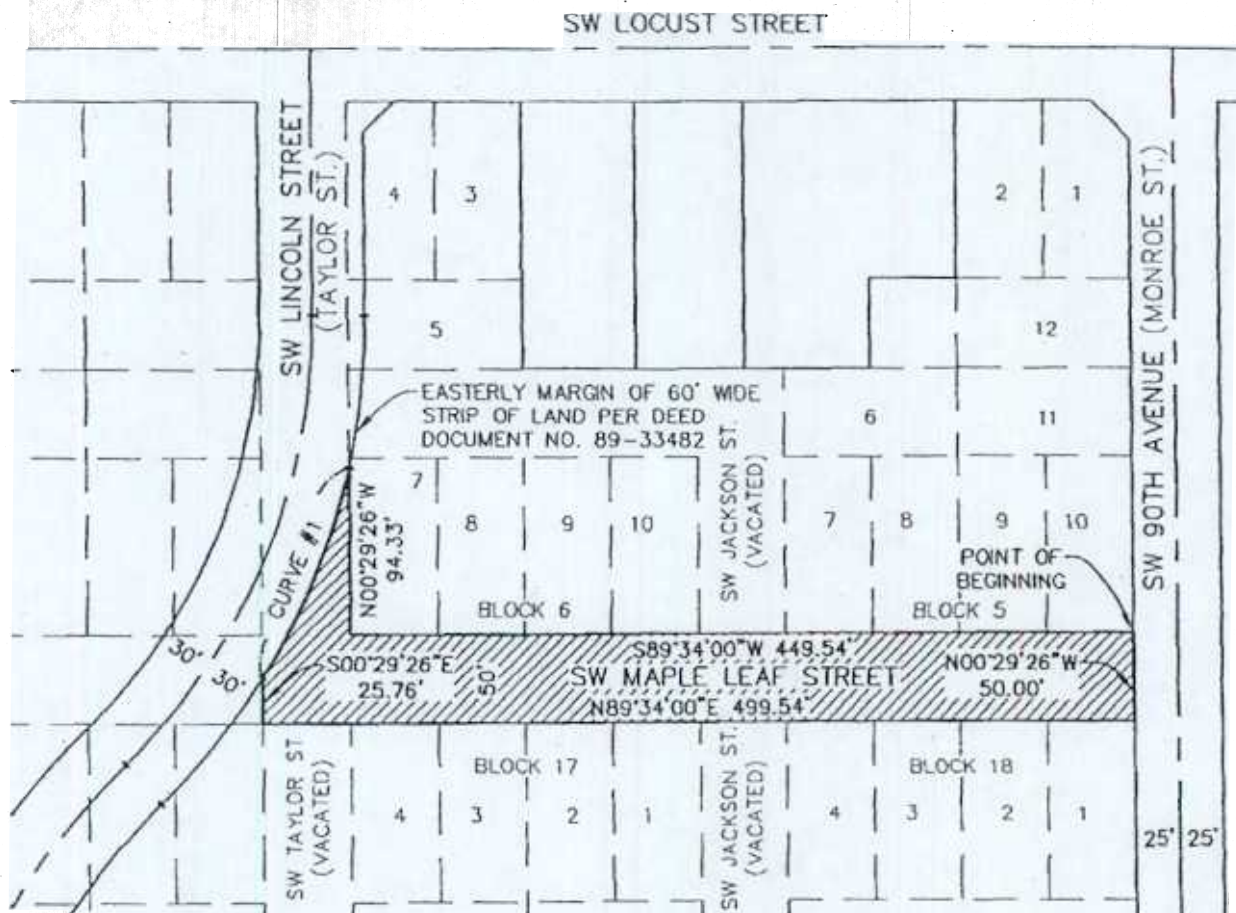 SW LOCUST STREET
SW LINCOLN STREET
(TAYLOR ST.)
4
3
2
1
5
12
SW 90TH AVENUE (MONROE ST.)
EASTERLY MARGIN OF 60' WIDE
STRIP OF LAND PER DEED
DOCUMENT NO. 89-33482
6
11
SW JACKSON ST.
(VACATED)
7
8
9
10
7
8
9
10
CURVE #1
N00°29'26"W
94.33'
POINT OF
BEGINNING
BLOCK 6
BLOCK 5
30'
30'
S00°29'26"E
25.76'
50'
S89°34'00"W 449.54'
SW MAPLE LEAF STREET
N89°34'00"E 499.54'
N00°29'26"W
50.00'
SW TAYLOR ST
(VACATED)
BLOCK 17
SW JACKSON ST.
(VACATED)
BLOCK 18
4
3
2
1
4
3
2
1
25'
25'